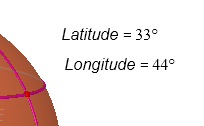 Latitude = 33°
Longitude = 44°